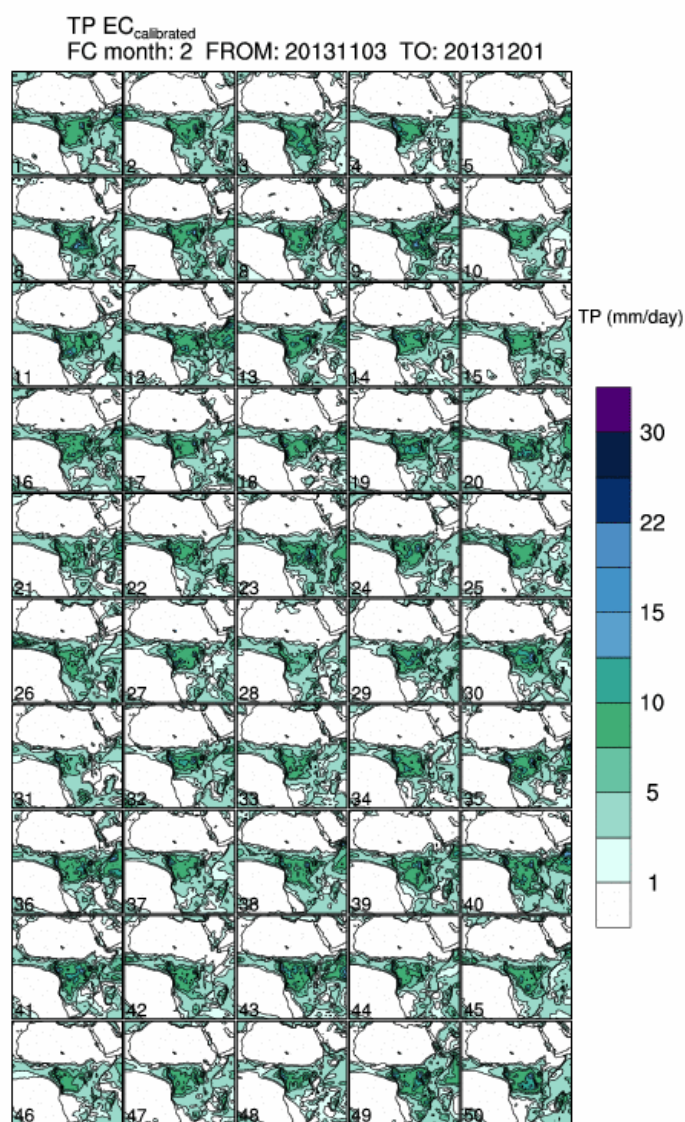 TP EC calibrated
FC month: 2 FROM: 20131103 TO: 20131201
1 2 3 4 5
6 7 8 9 10
11 12 13 14 15
TP (mm/day)
16 17 18 19 20
30
21 22 23 24 25
22
26 27 28 29 30
15
31 32 33 34 35
10
36 37 38 39 40
5
41 42 43 44 45
1
46 47 48 49 50